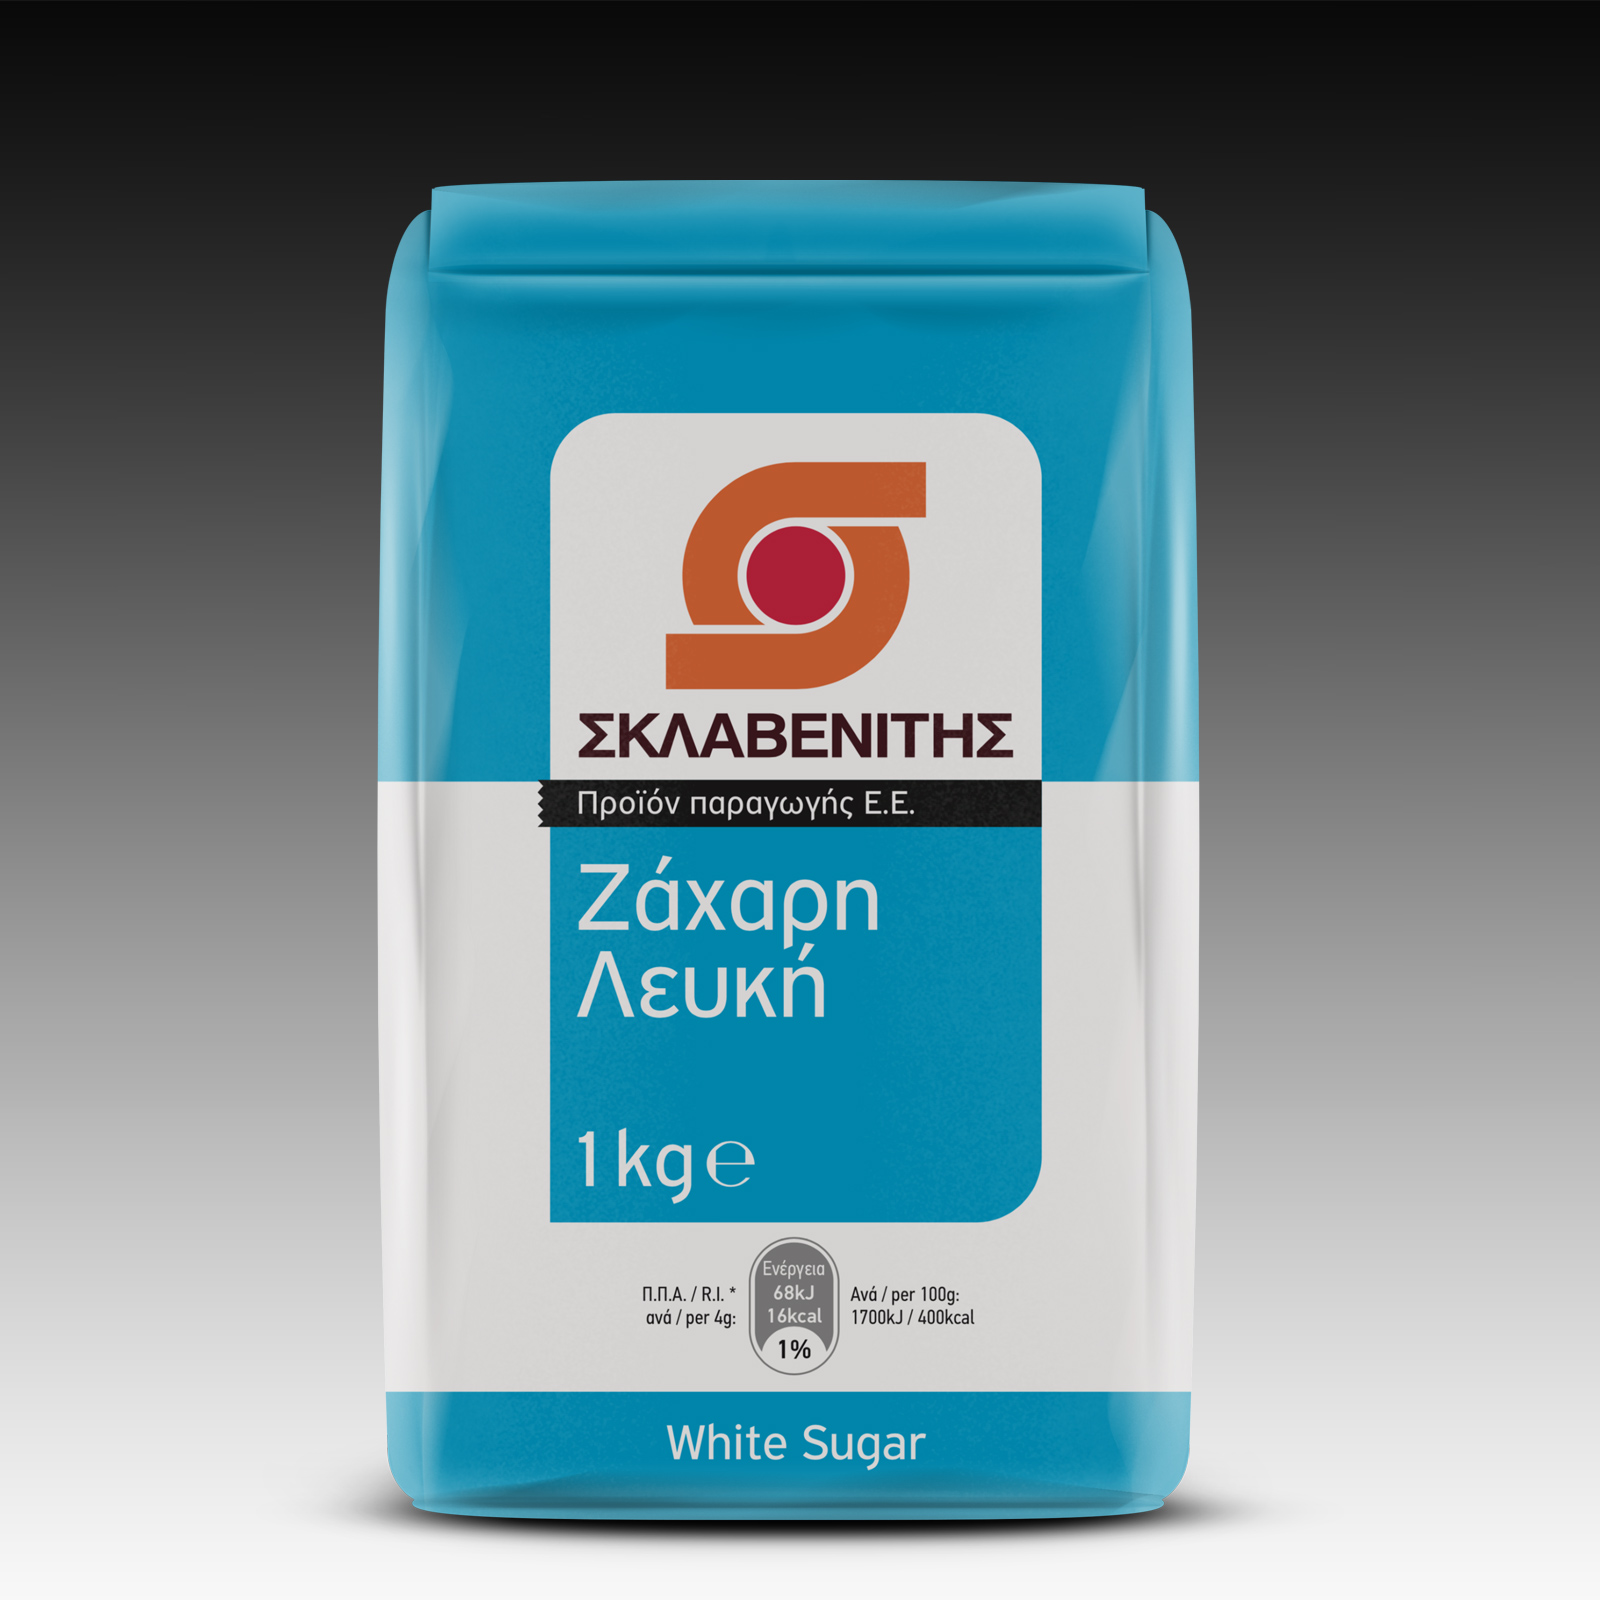 ΣΚΛΑΒΕΝΙΤΗΣ
Προϊόν παραγωγής Ε.Ε.
Ζάχαρη
Λευκή
1kg ℮
Π.Π.Α. / R.I. *
ανά / per 4g:
Ενέργεια
68kJ
16kcal
1%
Ανά / per 100g:
1700kJ / 400kcal
White Sugar